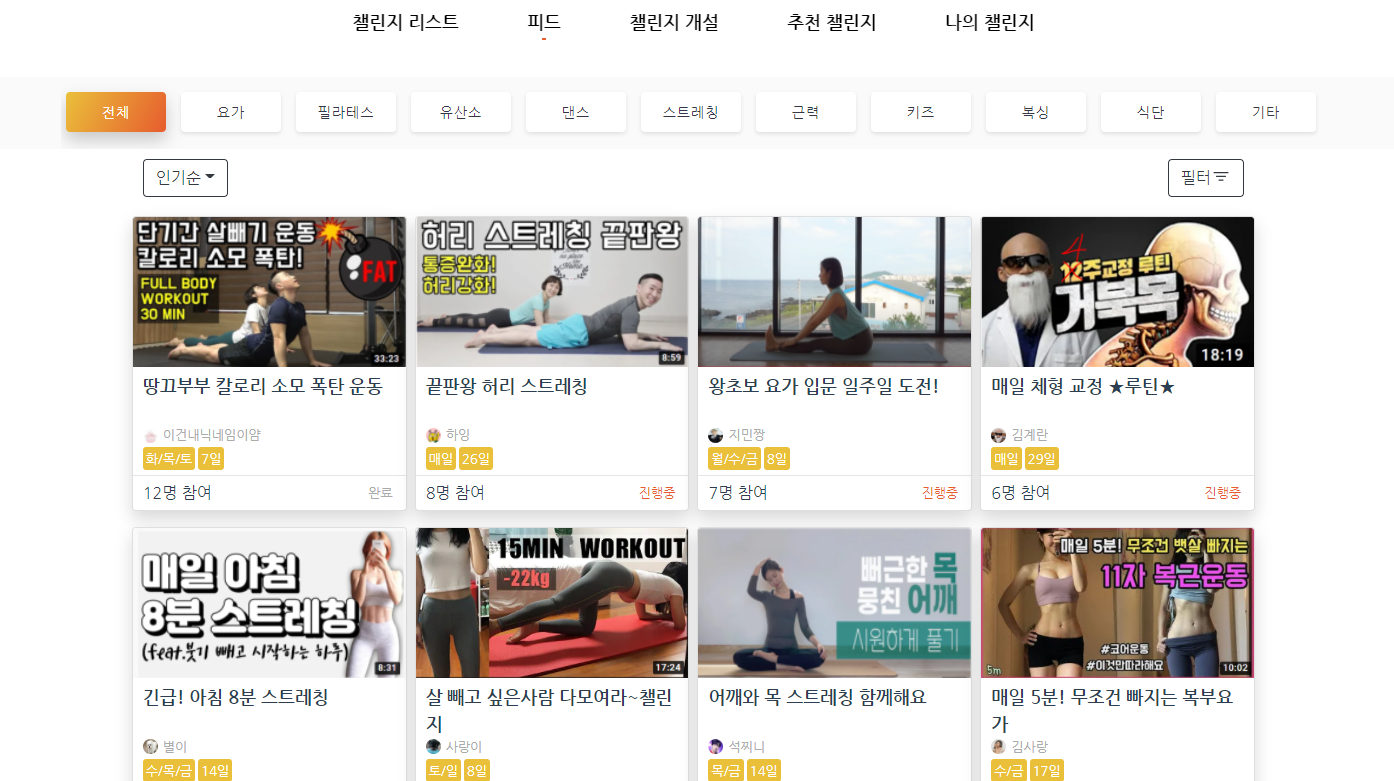 챌린지 리스트 피드 챌린지 개설 추천 챌린지 나의 챌린지
전체 요가 필라테스 유산소 댄스 스트레칭 근력 키즈 복싱 식단 기타
인기순 필터
단기간 살빼기 운동
칼로리 소모 폭탄!
FAT
FULL BODY
WORKOUT
30 MIN
33:23
허리 스트레칭 끝판왕
통증완화!
허리강화!
8:59
4
12주교정 루틴
거북목
18:19
땅끄부부 칼로리 소모 폭탄 운동
이건내닉네임이얌
화/목/토 7일
12명 참여 완료
끝판왕 허리 스트레칭
하잉
매일 26일
8명 참여 진행중
왕초보 요가 입문 일주일 도전!
지민짱
월/수/금 8일
7명 참여 진행중
매일 체형 교정 ★루틴★
김계란
매일 29일
6명 참여 진행중
매일 아침
8분 스트레칭
(feat.붓기 빼고 시작하는 하루)
8:31
15MIN WORKOUT
-22kg
17:24
뻐근한 목
뭉친 어깨
시원하게 풀기
매일 5분! 무조건 뱃살 빠지는
11자 복근운동
#코어운동
#이것만따라해요
5m
10:02
긴급! 아침 8분 스트레칭
별이
수/목/금 14일
살 빼고 싶은사람 다모여라~챌린
지
사랑이
토/일 8일
어깨와 목 스트레칭 함께해요
석찌니
목/금 14일
매일 5분! 무조건 빠지는 복부요
가
김사랑
수/금 17일